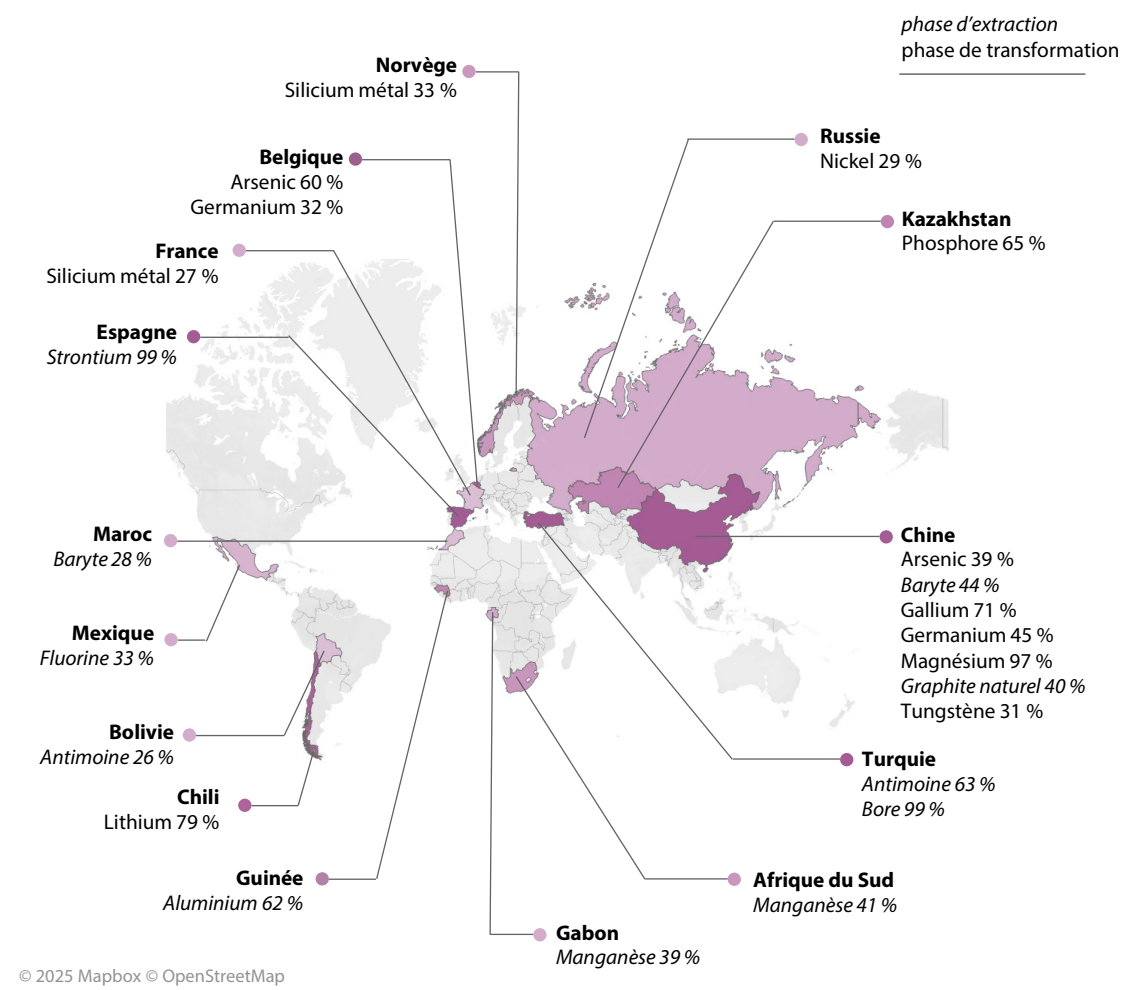 phase d’extraction
phase de transformation
Norvège
Silicium métal 33 %
Belgique
Arsenic 60 %
Germanium 32 %
France
Silicium métal 27 %
Espagne
Strontium 99 %
Maroc
Baryte 28 %
Mexique
Fluorine 33 %
Bolivie
Antimoine 26 %
Chili
Lithium 79 %
Guinée
Aluminium 62 %
Russie
Nickel 29 %
Kazakhstan
Phosphore 65 %
Chine
Arsenic 39 %
Baryte 44 %
Gallium 71 %
Germanium 45 %
Magnésium 97 %
Graphite naturel 40 %
Tungstène 31 %
Turquie
Antimoine 63 %
Bore 99 %
Afrique du Sud
Manganèse 41 %
Gabon
Manganèse 39 %
© 2025 Mapbox © OpenStreetMap